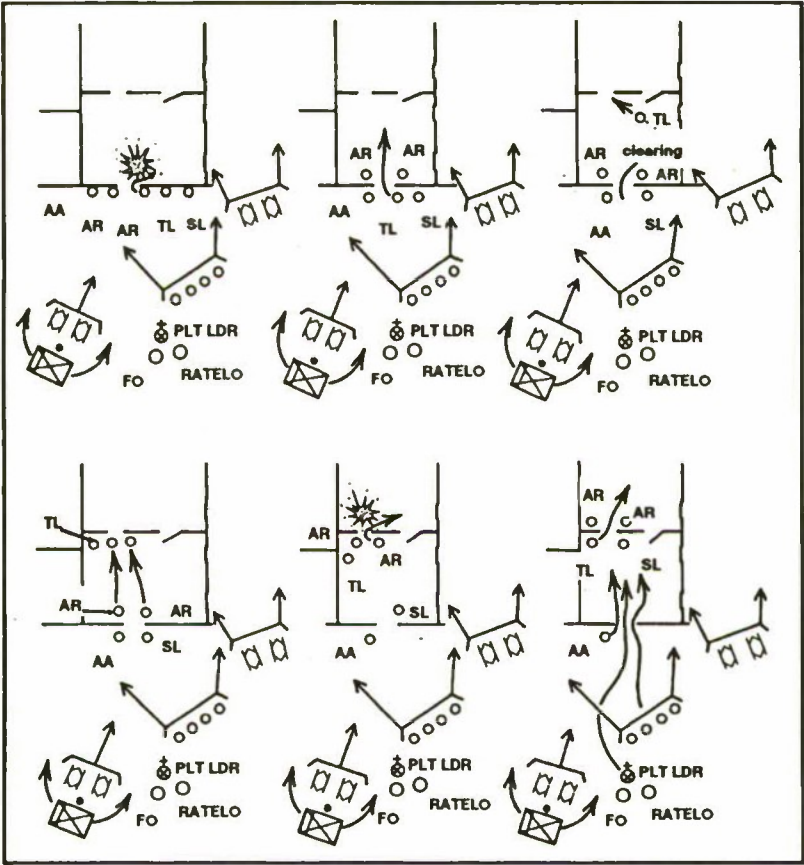 AA AR AR TL SL
PLT LDR
RATELO
FO
AR AR
AA TL SL
PLT LDR
RATELO
FO
TL
AR clearing
AR
AA SL
PLT LDR
RATELO
FO
TL
AR AR
AA SL
PLT LDR
RATELO
FO
AR AR
TL
SL
AA
PLT LDR
RATELO
FO
AR AR
TL SL
AA
PLT LDR
RATELO
FO